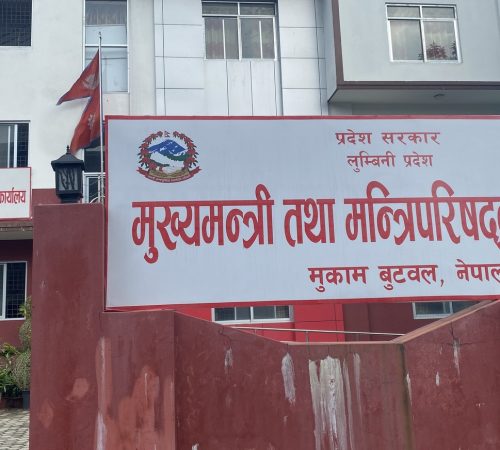 प्रदेश सरकार
लुम्बिनी प्रदेश
मुख्यमन्त्री तथा मन्त्रिपरिषद्
मुकाम बुटवल, नेपाल
कार्यालय